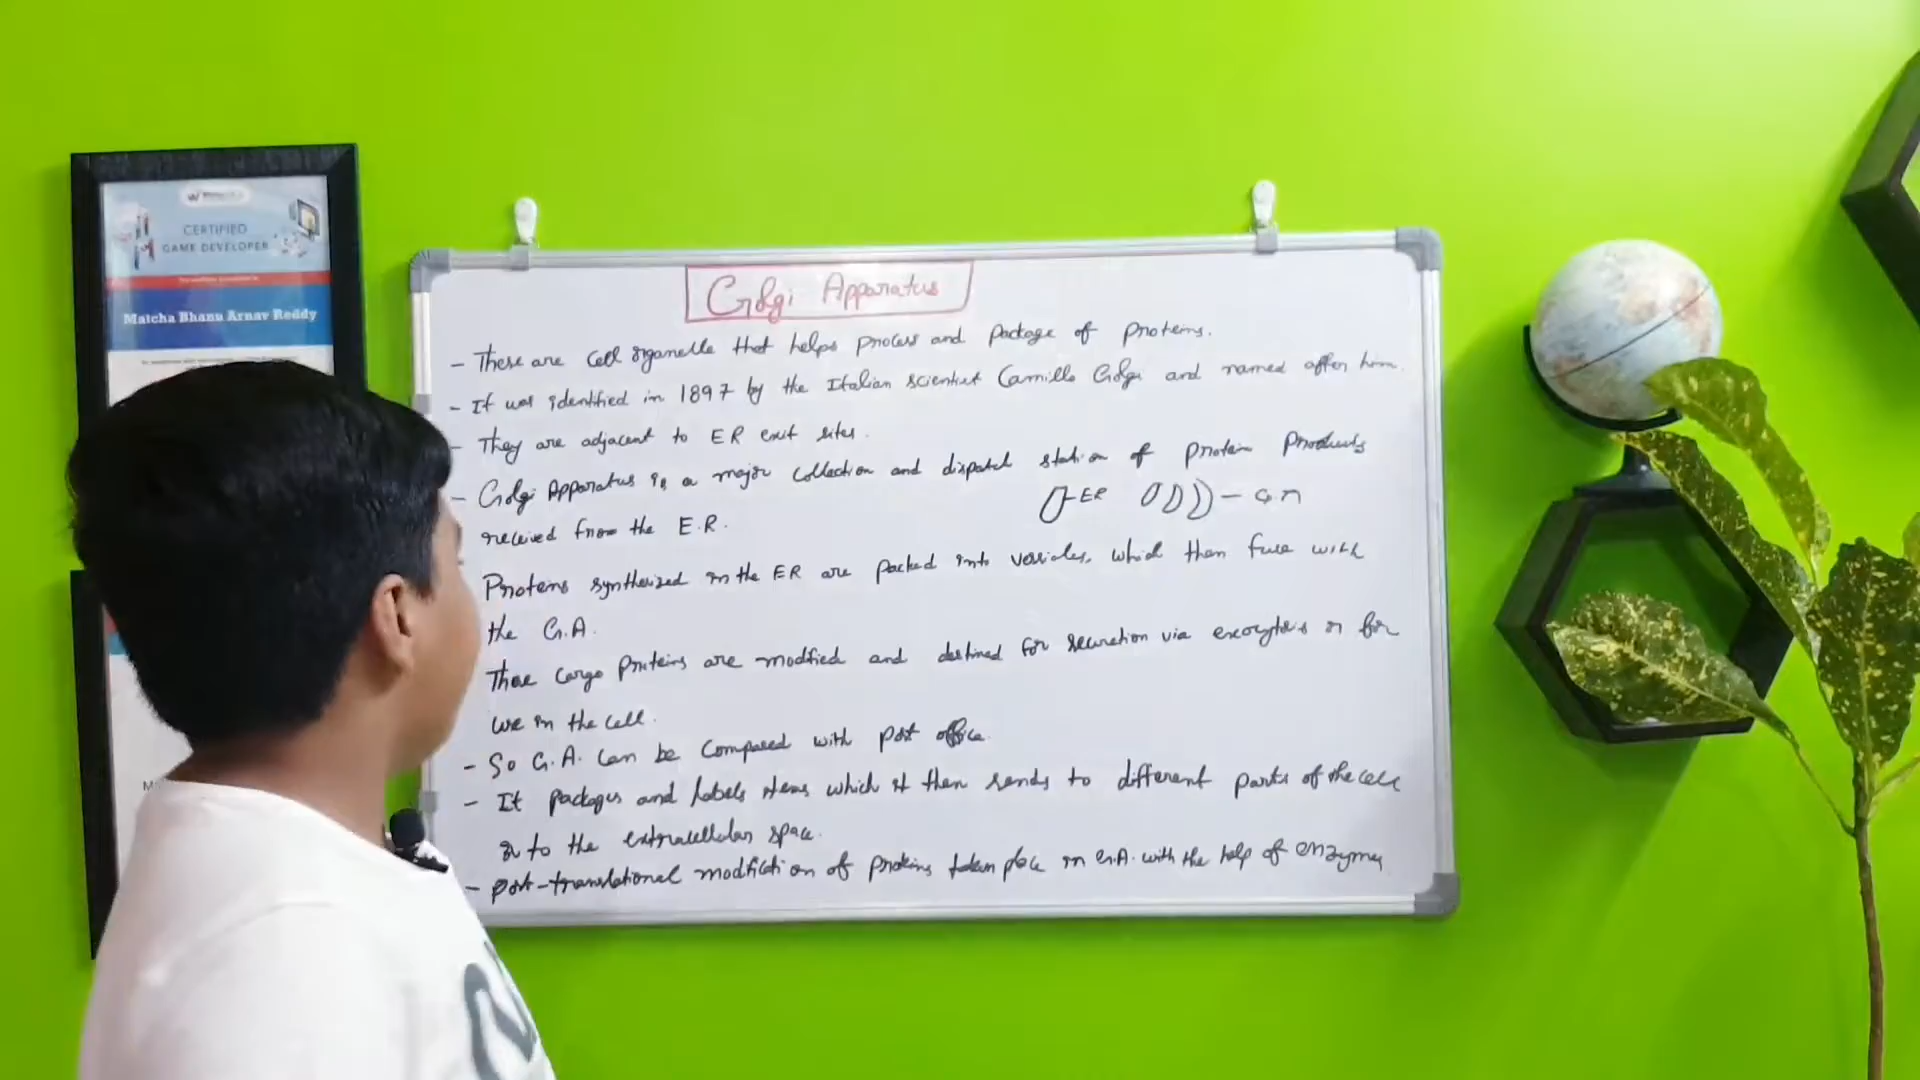 CERTIFIED
GAME DEVELOPER
Matcha Bhanu Arnav Reddy
Golgi Apparatus
- These are cell organelle that helps process and package of proteins.
- It was identified in 1897 by the Italian scientist Camillo Golgi and named after him.
- They are adjacent to ER exit sites.
- Golgi Apparatus is a major collection and dispatch station of protein products
received from the E.R.
ER - G.A
Proteins synthesized in the ER are packed into vesicles, which then fuse with
the G.A.
These cargo proteins are modified and destined for secretion via exocytosis or for
use in the cell.
- So G.A. can be compared with post office.
- It packages and labels items which it then sends to different parts of the cell
or to the extracellular space.
- post-translational modification of proteins taken place in G.A. with the help of enzymes